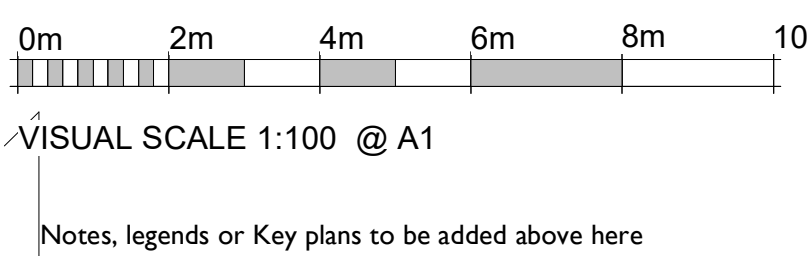 0m 2m 4m 6m 8m 10
VISUAL SCALE 1:100 @ A1
Notes, legends or Key plans to be added above here